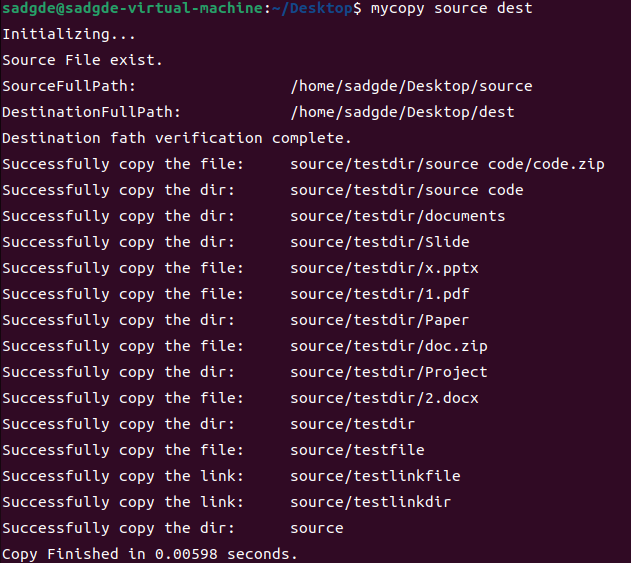 sadgde@sadgde-virtual-machine:~/Desktop$ mycopy source dest
Initializing...
Source File exist.
SourceFullPath: /home/sadgde/Desktop/source
DestinationFullPath: /home/sadgde/Desktop/dest
Destination fath verification complete.
Successfully copy the file: source/testdir/source code/code.zip
Successfully copy the dir: source/testdir/source code
Successfully copy the dir: source/testdir/documents
Successfully copy the dir: source/testdir/Slide
Successfully copy the file: source/testdir/x.pptx
Successfully copy the file: source/testdir/1.pdf
Successfully copy the dir: source/testdir/Paper
Successfully copy the file: source/testdir/doc.zip
Successfully copy the dir: source/testdir/Project
Successfully copy the file: source/testdir/2.docx
Successfully copy the dir: source/testdir
Successfully copy the file: source/testfile
Successfully copy the link: source/testlinkfile
Successfully copy the link: source/testlinkdir
Successfully copy the dir: source
Copy Finished in 0.00598 seconds.